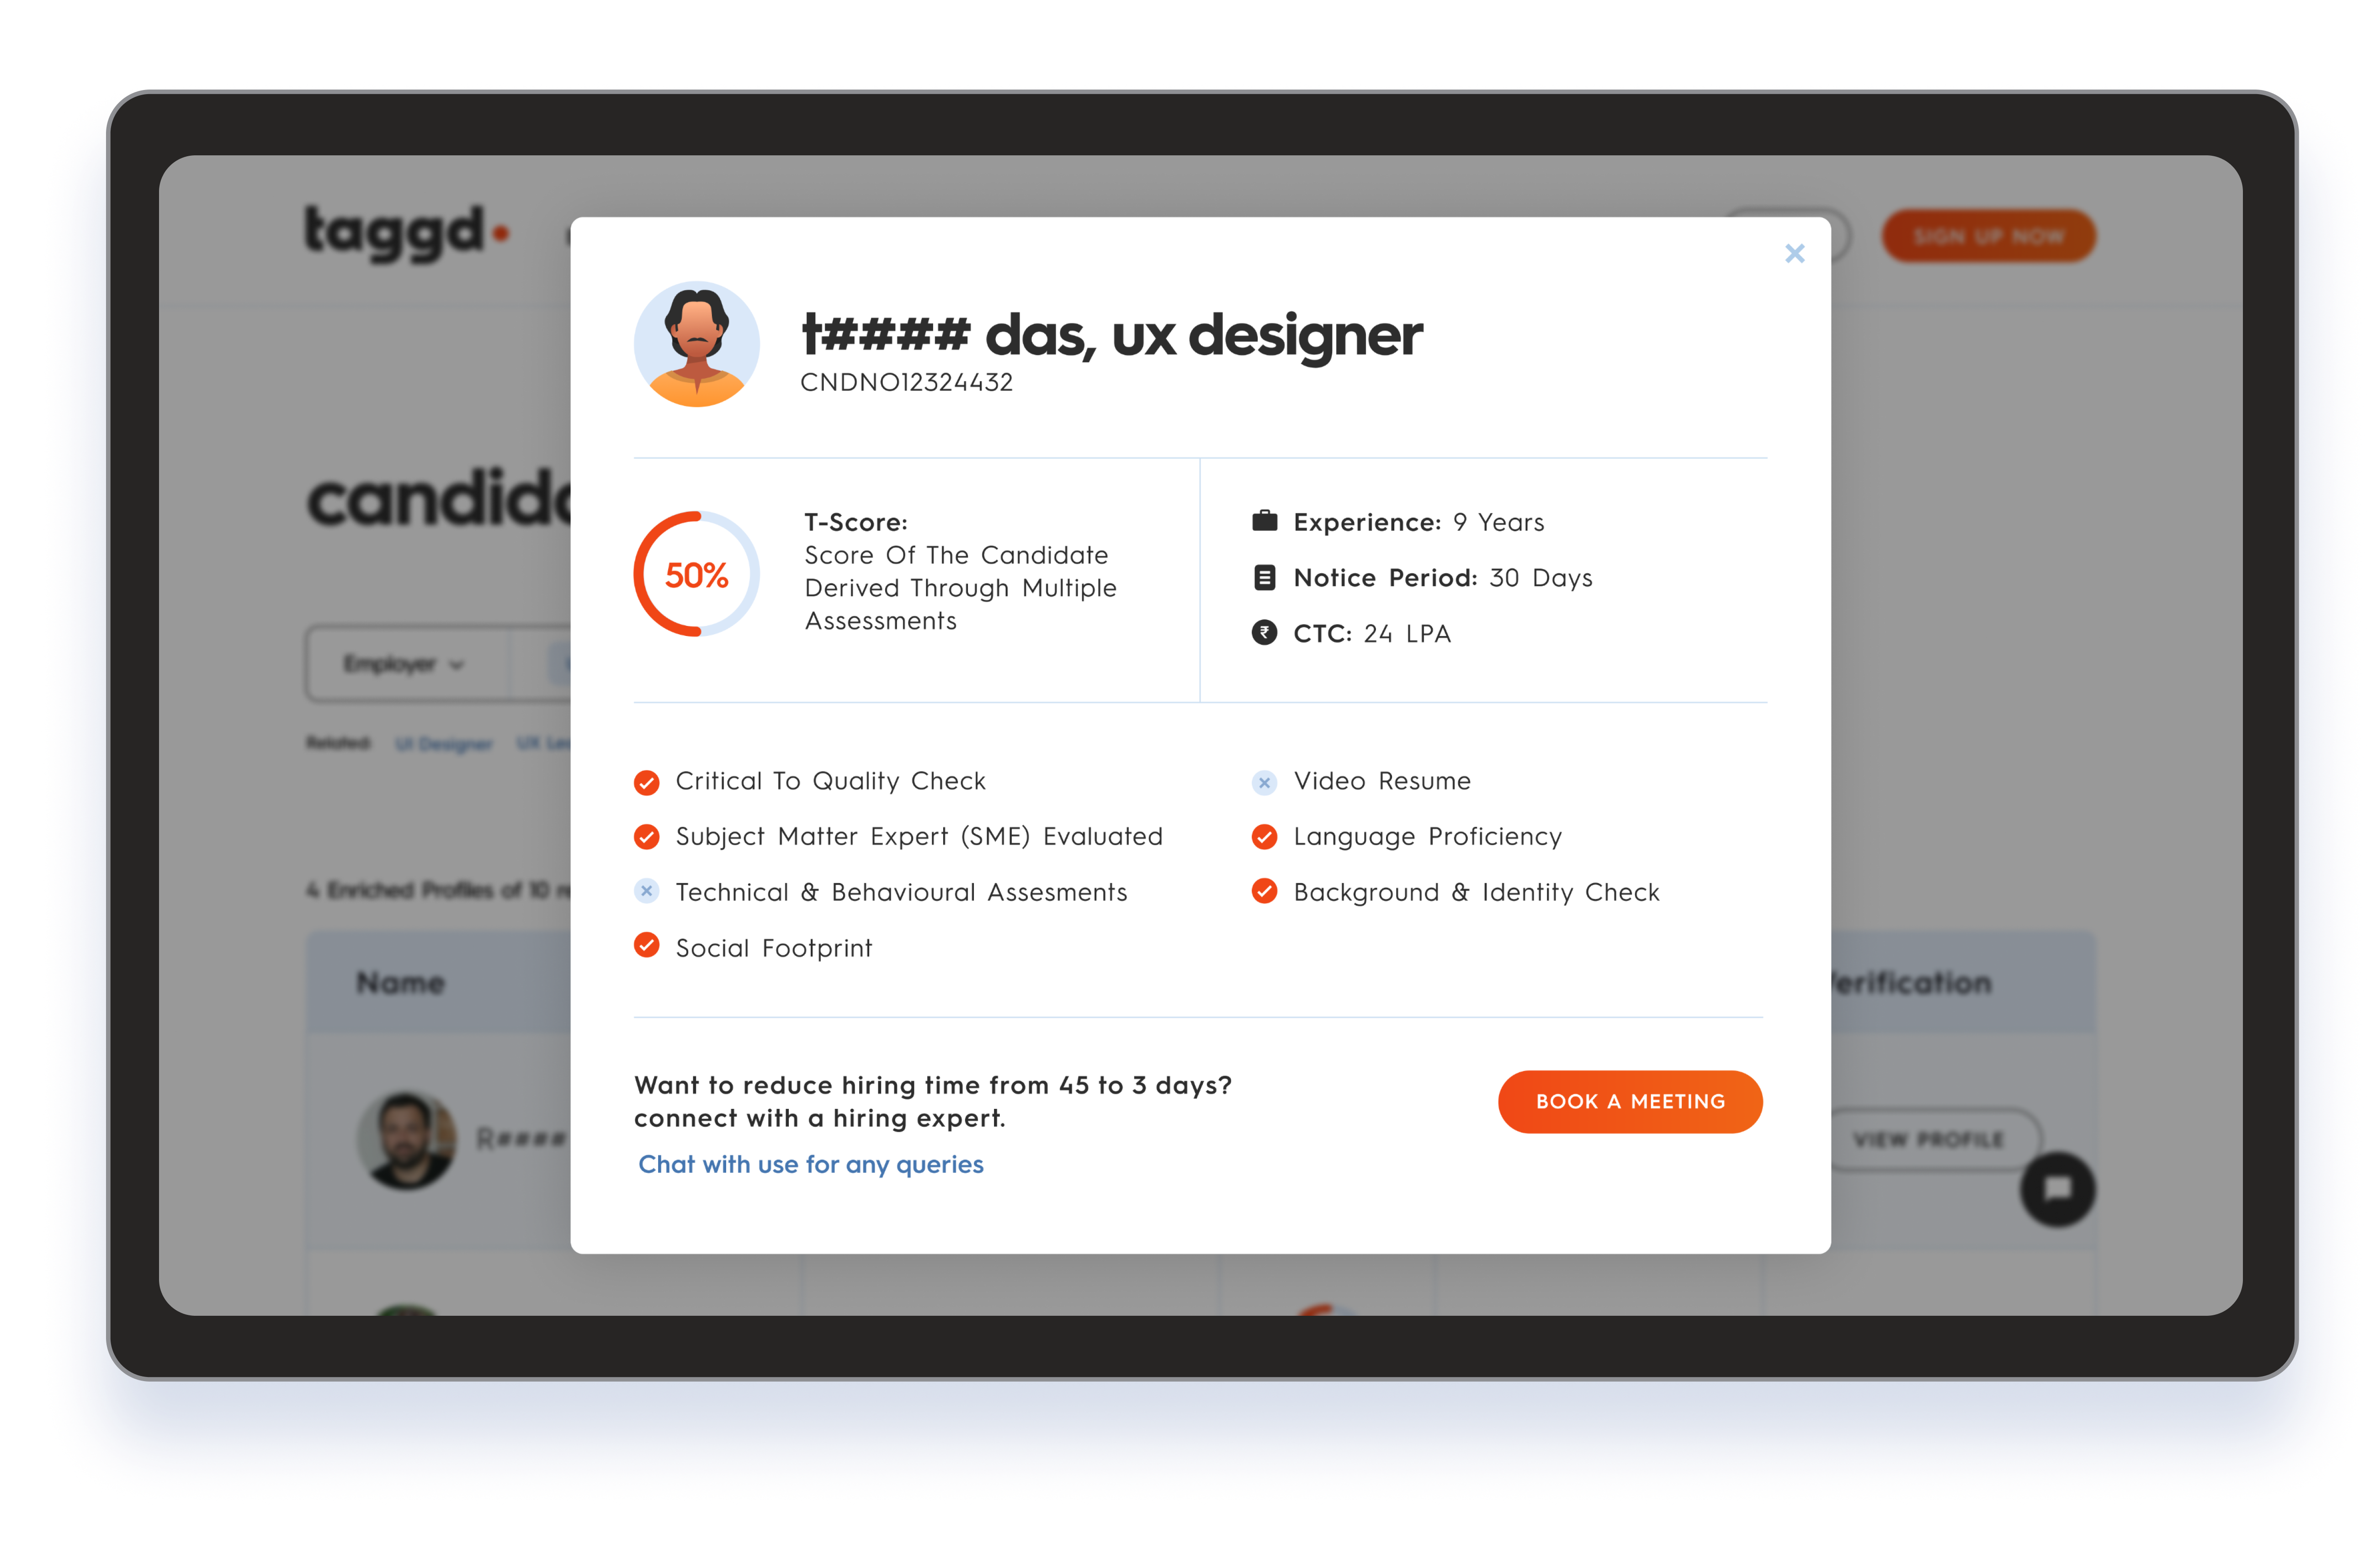 taggd
SIGN UP NOW
t#### das, ux designer
CNDNO12324432
50%
T-Score:
Score Of The Candidate
Derived Through Multiple
Assessments
Experience: 9 Years
Notice Period: 30 Days
₹ CTC: 24 LPA
Employer
Related: UI Designer UX
Critical To Quality Check
Subject Matter Expert (SME) Evaluated
Technical & Behavioural Assesments
Social Footprint
Video Resume
Language Proficiency
Background & Identity Check
4 Enriched Profiles of 10
Name
Verification
R####
VIEW PROFILE
Want to reduce hiring time from 45 to 3 days?
connect with a hiring expert.
Chat with use for any queries
BOOK A MEETING